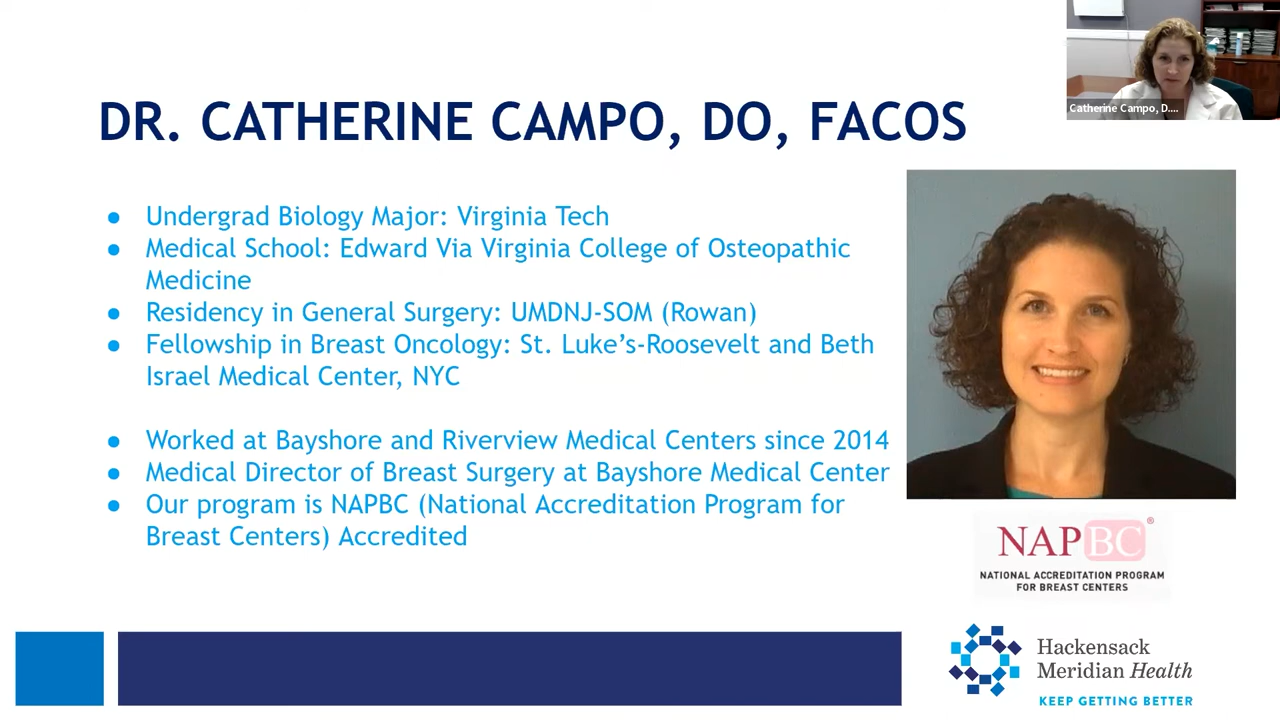 Catherine Campo, D....
DR. CATHERINE CAMPO, DO, FACOS
● Undergrad Biology Major: Virginia Tech
● Medical School: Edward Via Virginia College of Osteopathic
Medicine
● Residency in General Surgery: UMDNJ-SOM (Rowan)
● Fellowship in Breast Oncology: St. Luke’s-Roosevelt and Beth
Israel Medical Center, NYC
● Worked at Bayshore and Riverview Medical Centers since 2014
● Medical Director of Breast Surgery at Bayshore Medical Center
● Our program is NAPBC (National Accreditation Program for
Breast Centers) Accredited
NAPBC®
NATIONAL ACCREDITATION PROGRAM
FOR BREAST CENTERS
Hackensack
Meridian Health
KEEP GETTING BETTER